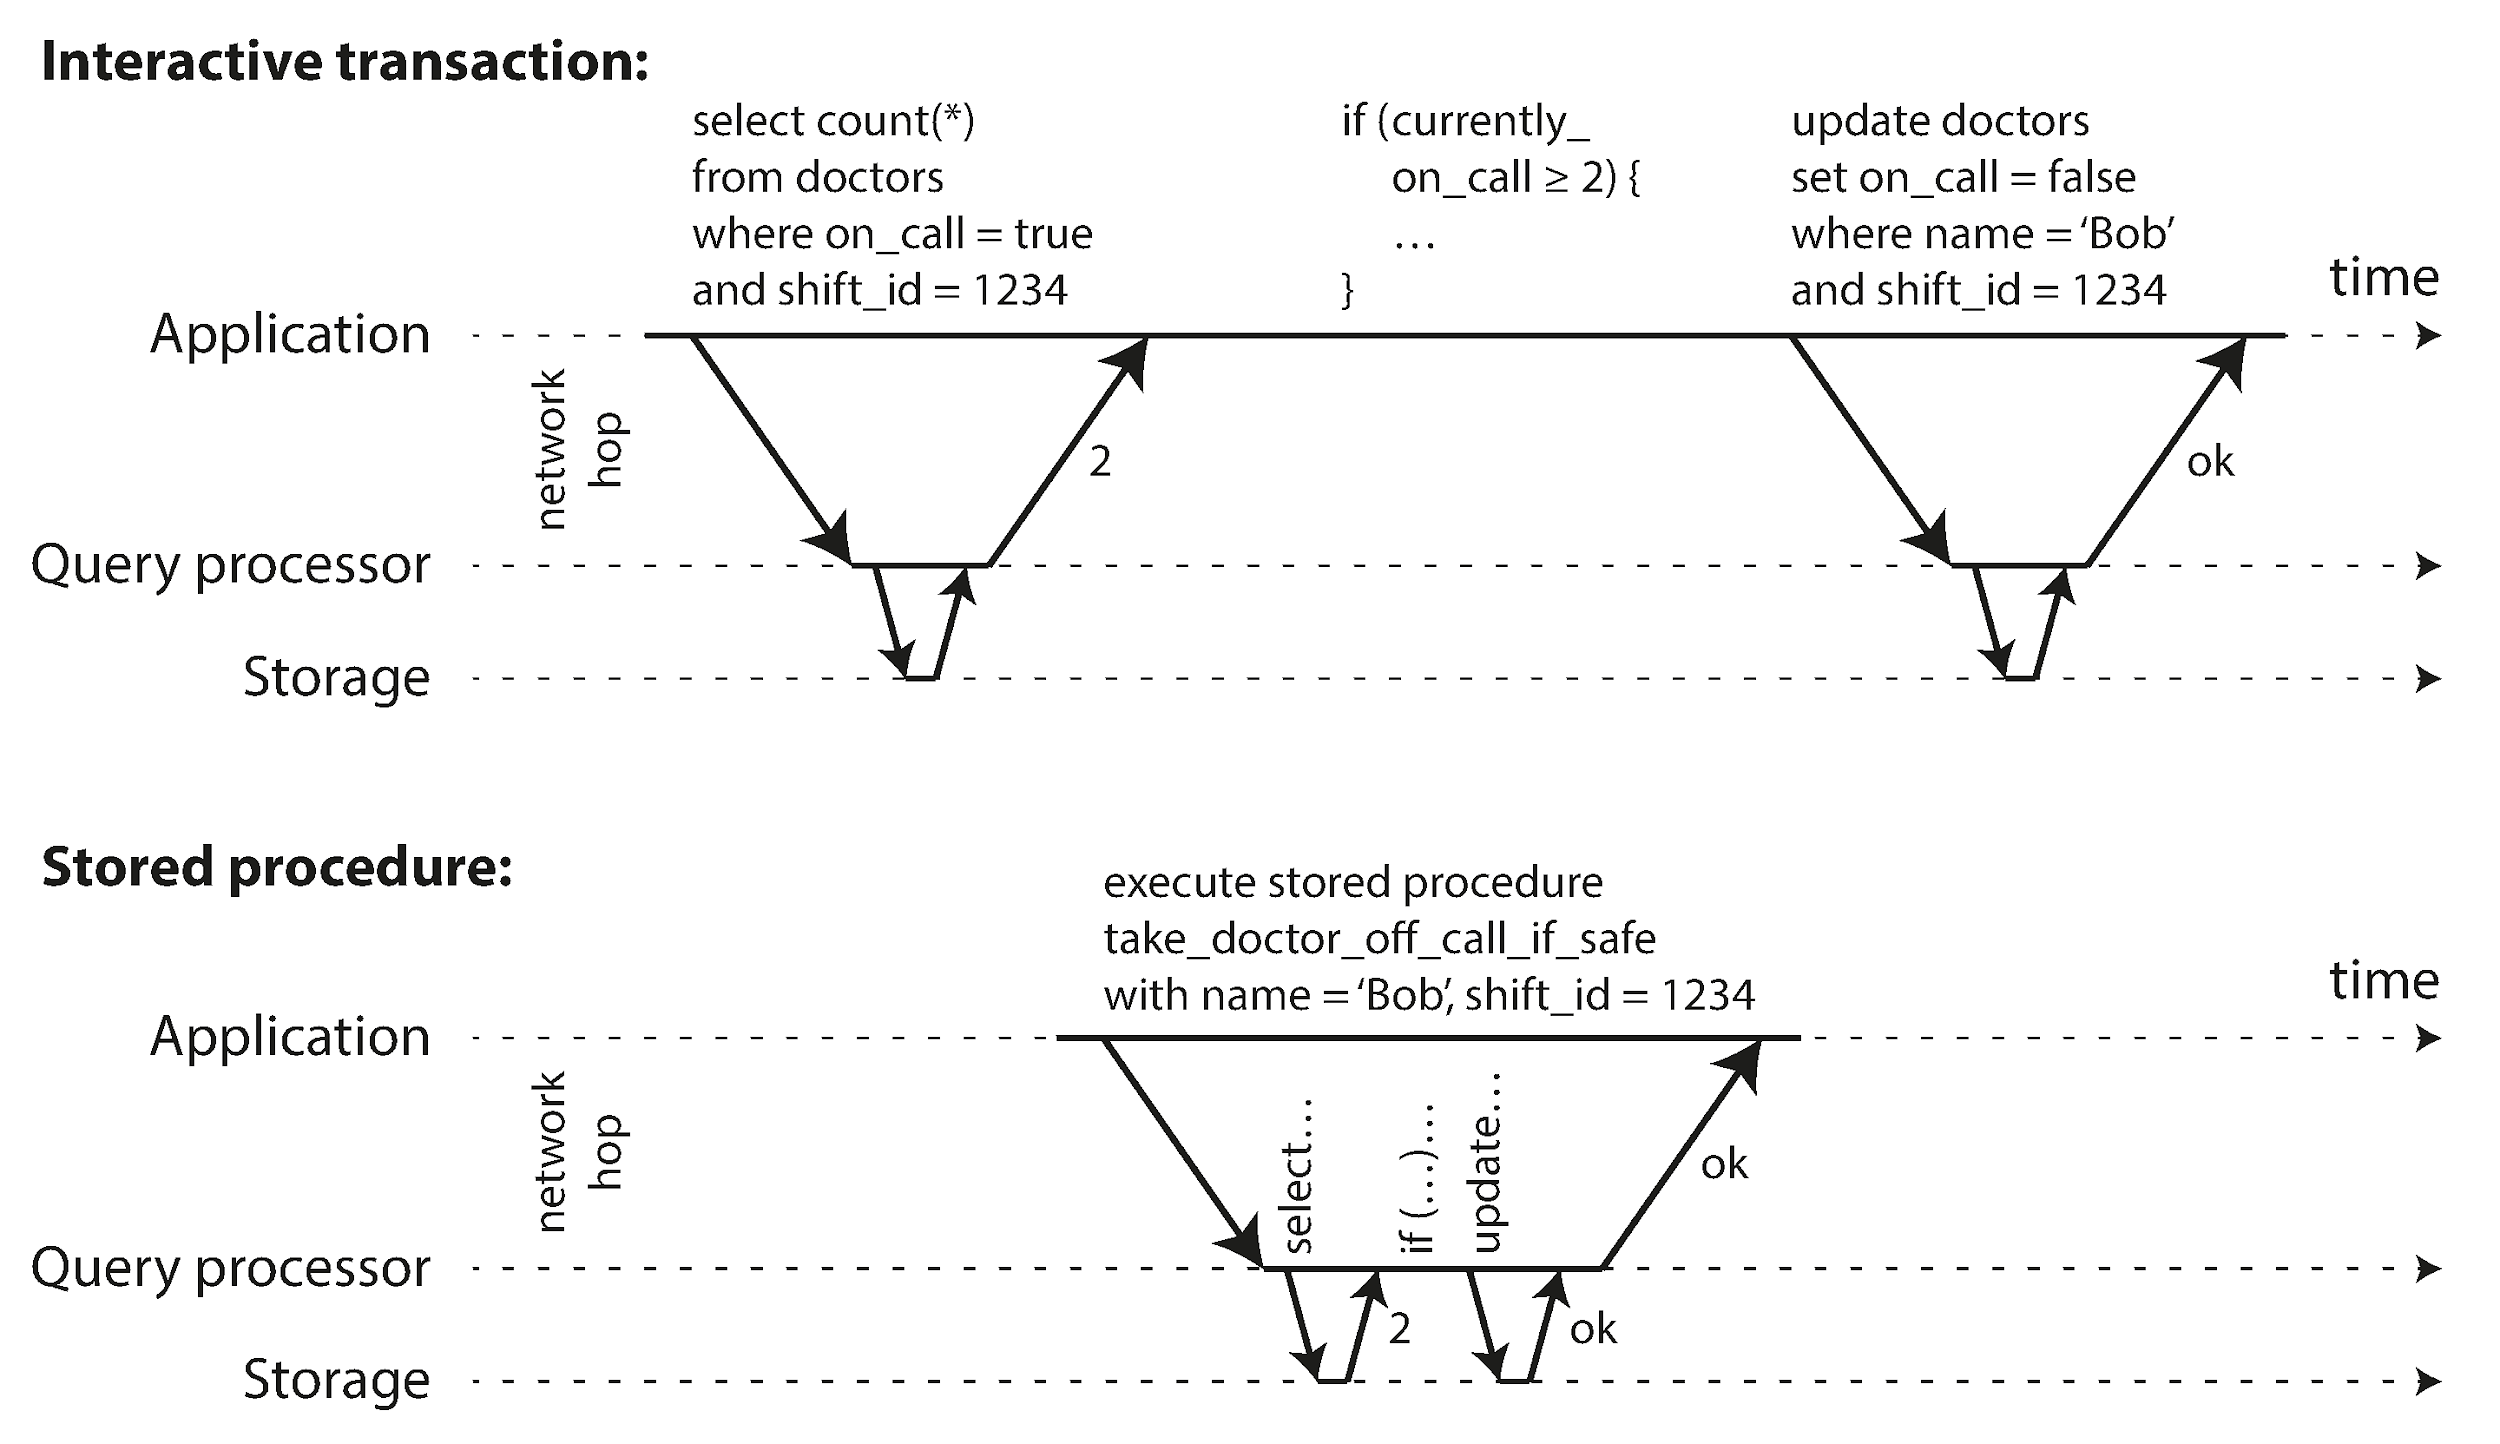 Interactive transaction:
select count(*)
from doctors
where on_call = true
and shift_id = 1234
if (currently_
on_call ≥ 2) {
…
}
update doctors
set on_call = false
where name = ‘Bob’
and shift_id = 1234
time
Application
network
hop
2
ok
Query processor
Storage
Stored procedure:
execute stored procedure
take_doctor_off_call_if_safe
with name = ‘Bob’, shift_id = 1234
time
Application
network
hop
select…
if (…)…
update…
ok
Query processor
2
ok
Storage